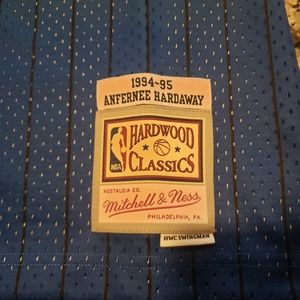 1994-95
ANFERNEE HARDAWAY
NBA
HARDWOOD
CLASSICS
NOSTALGIA CO.
Mitchell & Ness
PHILADELPHIA, PA.
HWC SWINGMAN